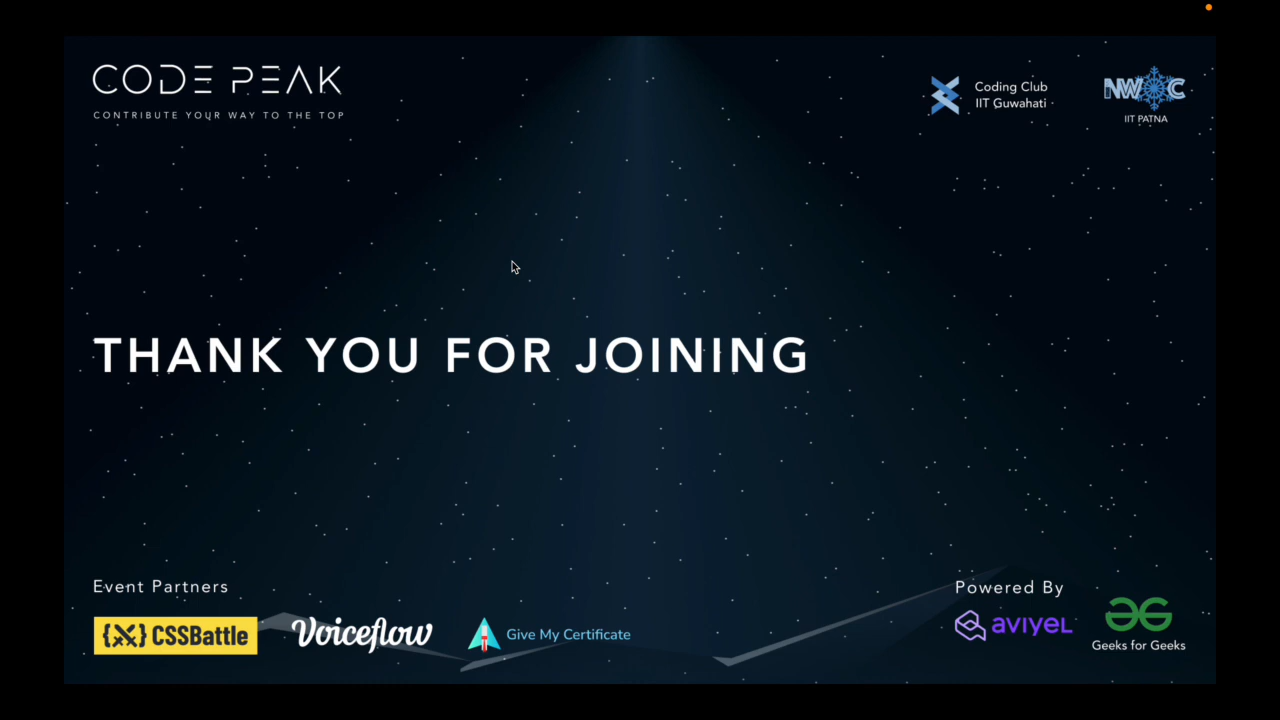 CODE PEAK
CONTRIBUTE YOUR WAY TO THE TOP
Coding Club
IIT Guwahati
NWOC
IIT PATNA
THANK YOU FOR JOINING
Event Partners
{X} CSSBattle
Voiceflow
Give My Certificate
Powered By
AVIYEL
GG
Geeks for Geeks